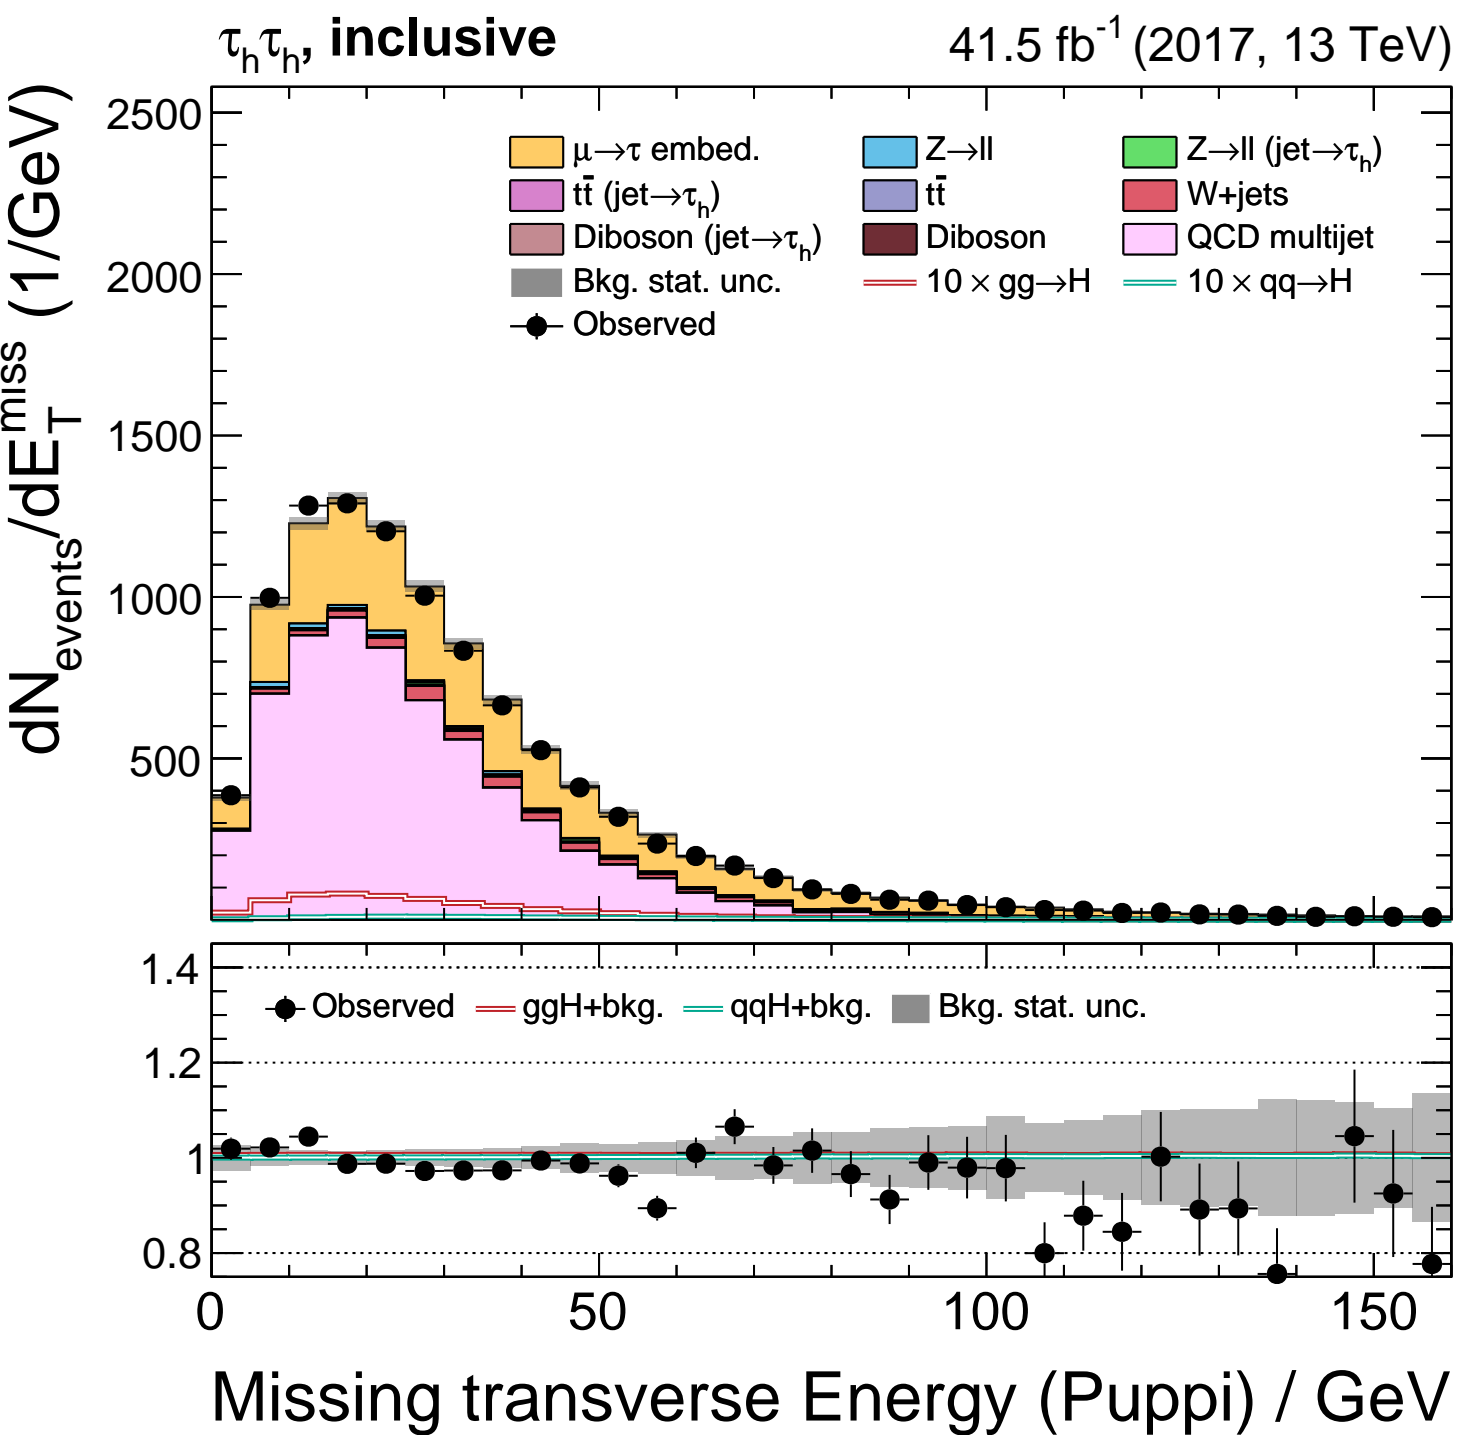 τhτh, inclusive 41.5 fb-1 (2017, 13 TeV)
dNevents/dETmiss (1/GeV)
2500
2000
1500
1000
500
μ→τ embed. Z→ll Z→ll (jet→τh)
tt̄ (jet→τh) tt̄ W+jets
Diboson (jet→τh) Diboson QCD multijet
Bkg. stat. unc. 10 × gg→H 10 × qq→H
Observed
1.4
1.2
1
0.8
Observed ggH+bkg. qqH+bkg. Bkg. stat. unc.
0 50 100 150
Missing transverse Energy (Puppi) / GeV